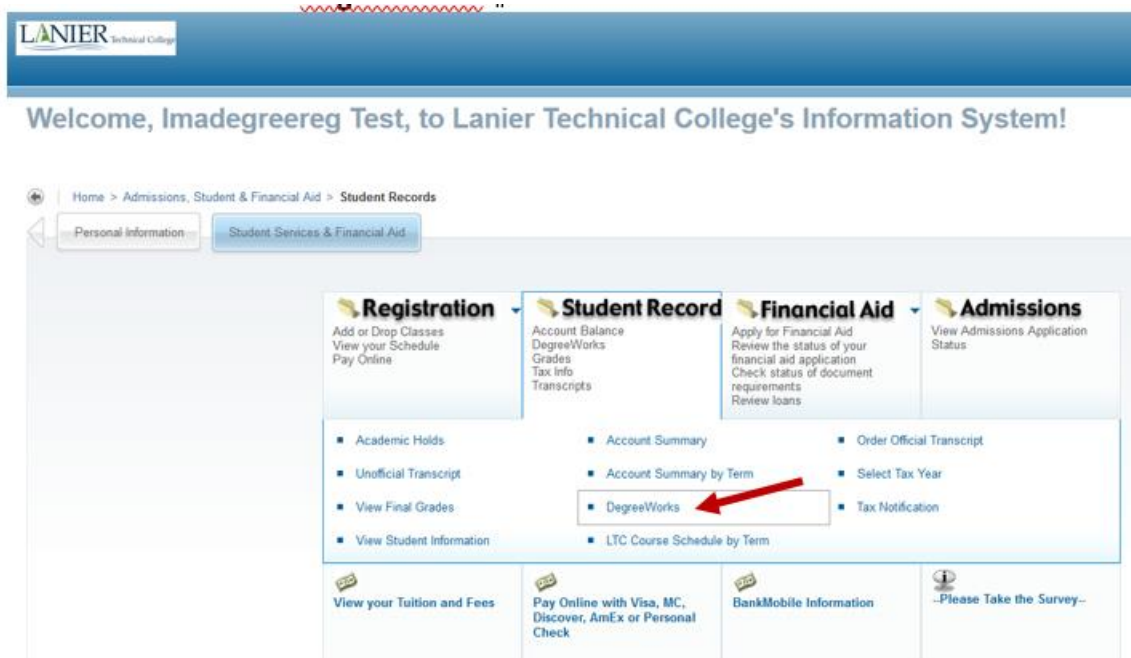 LANIER Technical College
Welcome, Imadegreereg Test, to Lanier Technical College's Information System!
Home > Admissions, Student & Financial Aid > Student Records
Personal Information
Student Services & Financial Aid
Registration
Add or Drop Classes
View your Schedule
Pay Online
Student Record
Account Balance
DegreeWorks
Grades
Tax Info
Transcripts
Financial Aid
Apply for Financial Aid
Review the status of your
financial aid application
Check status of document
requirements
Review loans
Admissions
View Admissions Application
Status
Academic Holds
Account Summary
Order Official Transcript
Unofficial Transcript
Account Summary by Term
Select Tax Year
View Final Grades
DegreeWorks
Tax Notification
View Student Information
LTC Course Schedule by Term
View your Tuition and Fees
Pay Online with Visa, MC,
Discover, AmEx or Personal
Check
BankMobile Information
--Please Take the Survey--